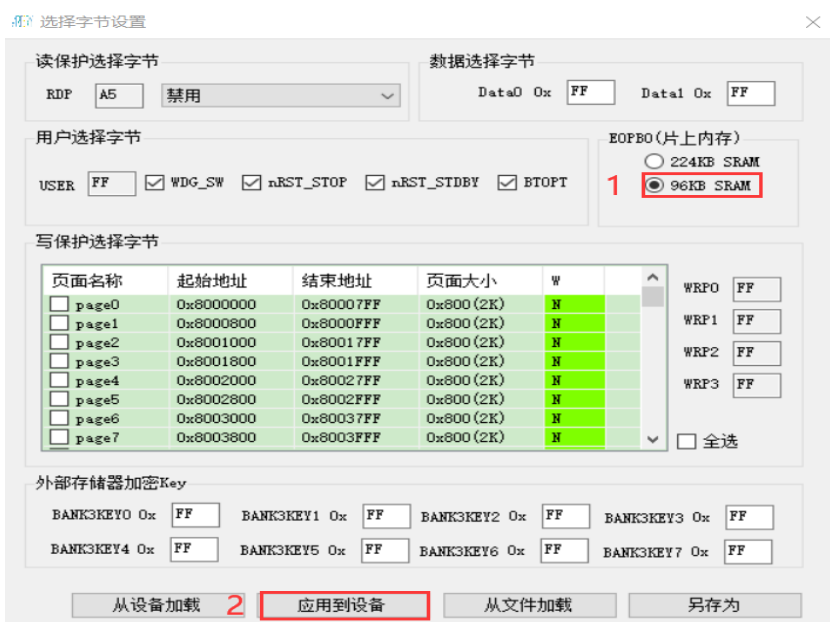 选择字节设置
读保护选择字节
RDP A5 禁用
数据选择字节
Data0 0x FF Data1 0x FF
用户选择字节
USER FF WDG_SW nRST_STOP nRST_STDBY BTOPT
EOPB0(片上内存)
224KB SRAM
1 96KB SRAM
写保护选择字节
页面名称 起始地址 结束地址 页面大小 W
page0 0x8000000 0x80007FF 0x800(2K) N
page1 0x8000800 0x8000FFF 0x800(2K) N
page2 0x8001000 0x80017FF 0x800(2K) N
page3 0x8001800 0x8001FFF 0x800(2K) N
page4 0x8002000 0x80027FF 0x800(2K) N
page5 0x8002800 0x8002FFF 0x800(2K) N
page6 0x8003000 0x80037FF 0x800(2K) N
page7 0x8003800 0x8003FFF 0x800(2K) N
WRP0 FF
WRP1 FF
WRP2 FF
WRP3 FF
全选
外部存储器加密Key
BANK3KEY0 0x FF BANK3KEY1 0x FF BANK3KEY2 0x FF BANK3KEY3 0x FF
BANK3KEY4 0x FF BANK3KEY5 0x FF BANK3KEY6 0x FF BANK3KEY7 0x FF
从设备加载 2 应用到设备 从文件加载 另存为